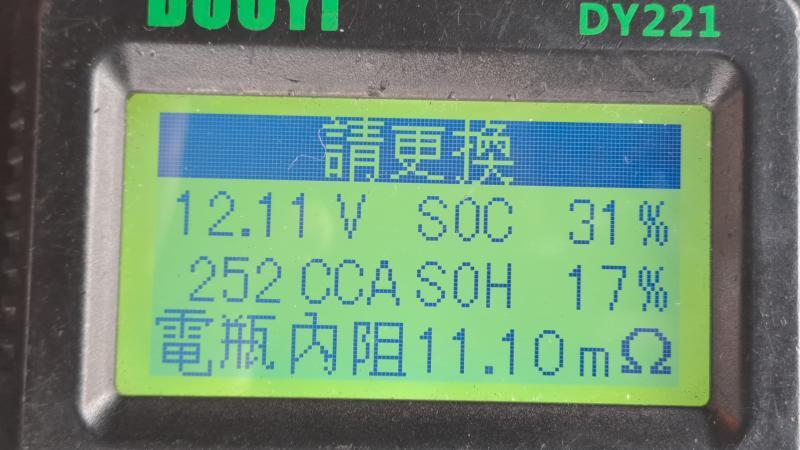 DUOYI DY221
請更換
12.11 V SOC 31%
252 CCA SOH 17%
電瓶內阻11.10mΩ